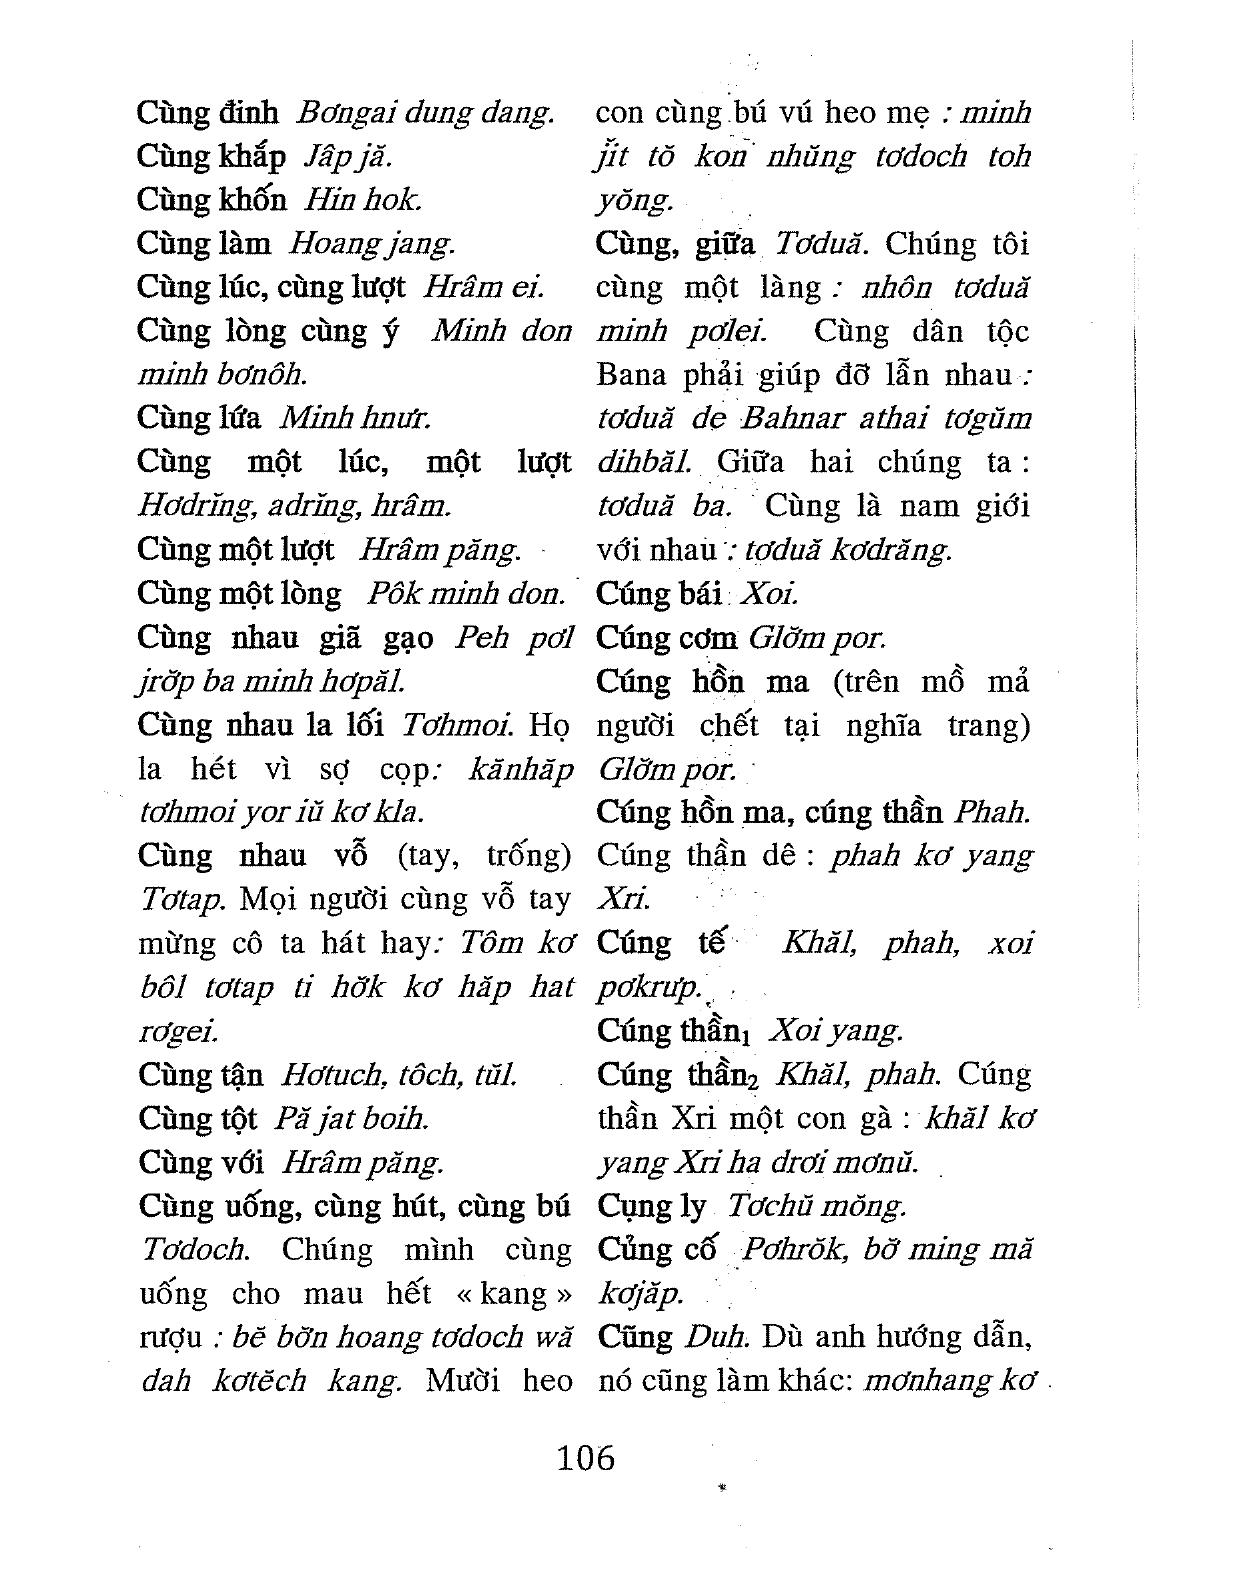 Cùng đinh Bơngai dung dang.
Cùng khắp Jâp jă.
Cùng khốn Hin hok.
Cùng làm Hoang jang.
Cùng lúc, cùng lượt Hrâm ei.
Cùng lòng cùng ý Minh don
minh bơnôh.
Cùng lứa Minh hnưr.
Cùng một lúc, một lượt
Hơdrĭng, adrĭng, hrâm.
Cùng một lượt Hrâm păng.
Cùng một lòng Pôk minh don.
Cùng nhau giã gạo Peh pơl
jrơ̆p ba minh hơpăl.
Cùng nhau la lối Tơhmoi. Họ
la hét vì sợ cọp: kănhăp
tơhmoi yor iŭ kơ kla.
Cùng nhau vỗ (tay, trống)
Tơtap. Mọi người cùng vỗ tay
mừng cô ta hát hay: Tôm kơ
bôl tơtap ti hơ̆k kơ hăp hat
rơgei.
Cùng tận Hơtuch, tôch, tŭl.
Cùng tột Pă jat boih.
Cùng với Hrâm păng.
Cùng uống, cùng hút, cùng bú
Tơdoch. Chúng mình cùng
uống cho mau hết « kang »
rượu : bĕ bơ̆n hoang tơdoch wă
dah kơtĕch kang. Mười heo
con cùng bú vú heo mẹ : minh
jĭt tŏ kon nhŭng tơdoch toh
yŏng.
Cùng, giữa Tơduă. Chúng tôi
cùng một làng : nhôn tơduă
minh pơlei. Cùng dân tộc
Bana phải giúp đỡ lẫn nhau :
tơduă de Bahnar athai tơgŭm
dihbăl. Giữa hai chúng ta :
tơduă ba. Cùng là nam giới
với nhau : tơduă kơdrăng.
Cúng bái Xoi.
Cúng cơm Glơ̆m por.
Cúng hồn ma (trên mồ mả
người chết tại nghĩa trang)
Glơ̆m por.
Cúng hồn ma, cúng thần Phah.
Cúng thần dê : phah kơ yang
Xri.
Cúng tế Khăl, phah, xoi
pơkrưp.
Cúng thần₁ Xoi yang.
Cúng thần₂ Khăl, phah. Cúng
thần Xri một con gà : khăl kơ
yang Xri ha drơi mơnŭ.
Cụng ly Tơchŭ mŏng.
Củng cố Pơhrŏk, bơ̆ ming mă
kơjăp.
Cũng Duh. Dù anh hướng dẫn,
nó cũng làm khác: mơnhang kơ
106